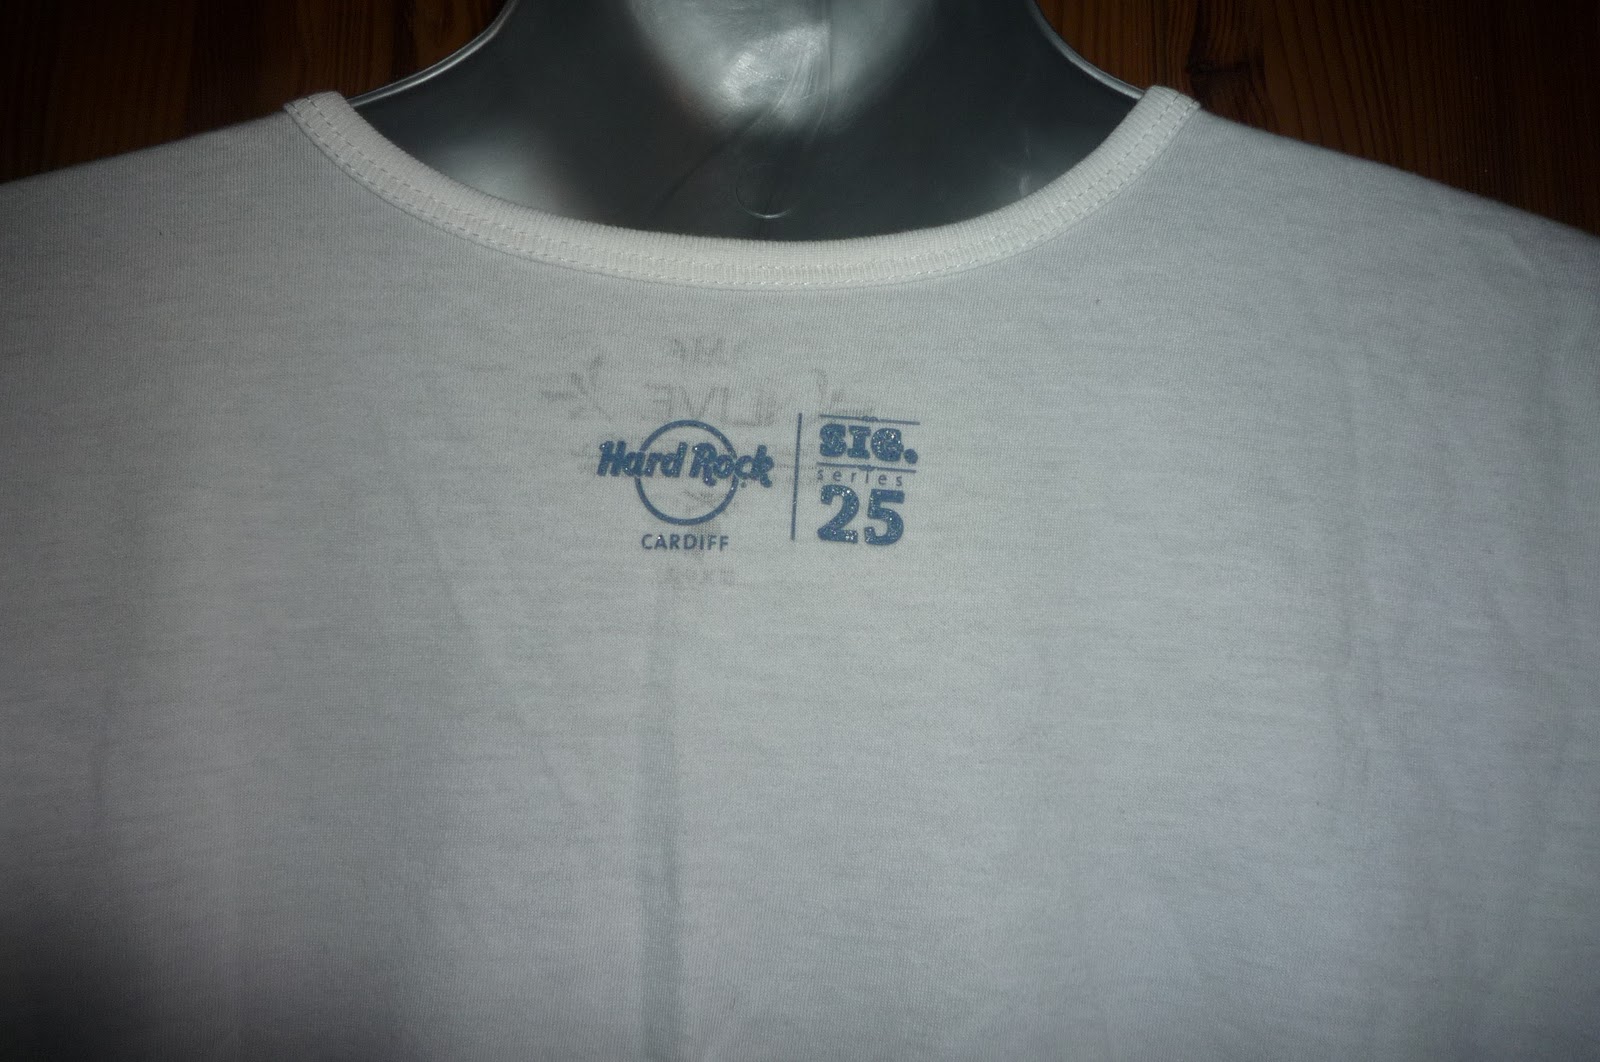 Hard Rock
CARDIFF
SIG.
series
25